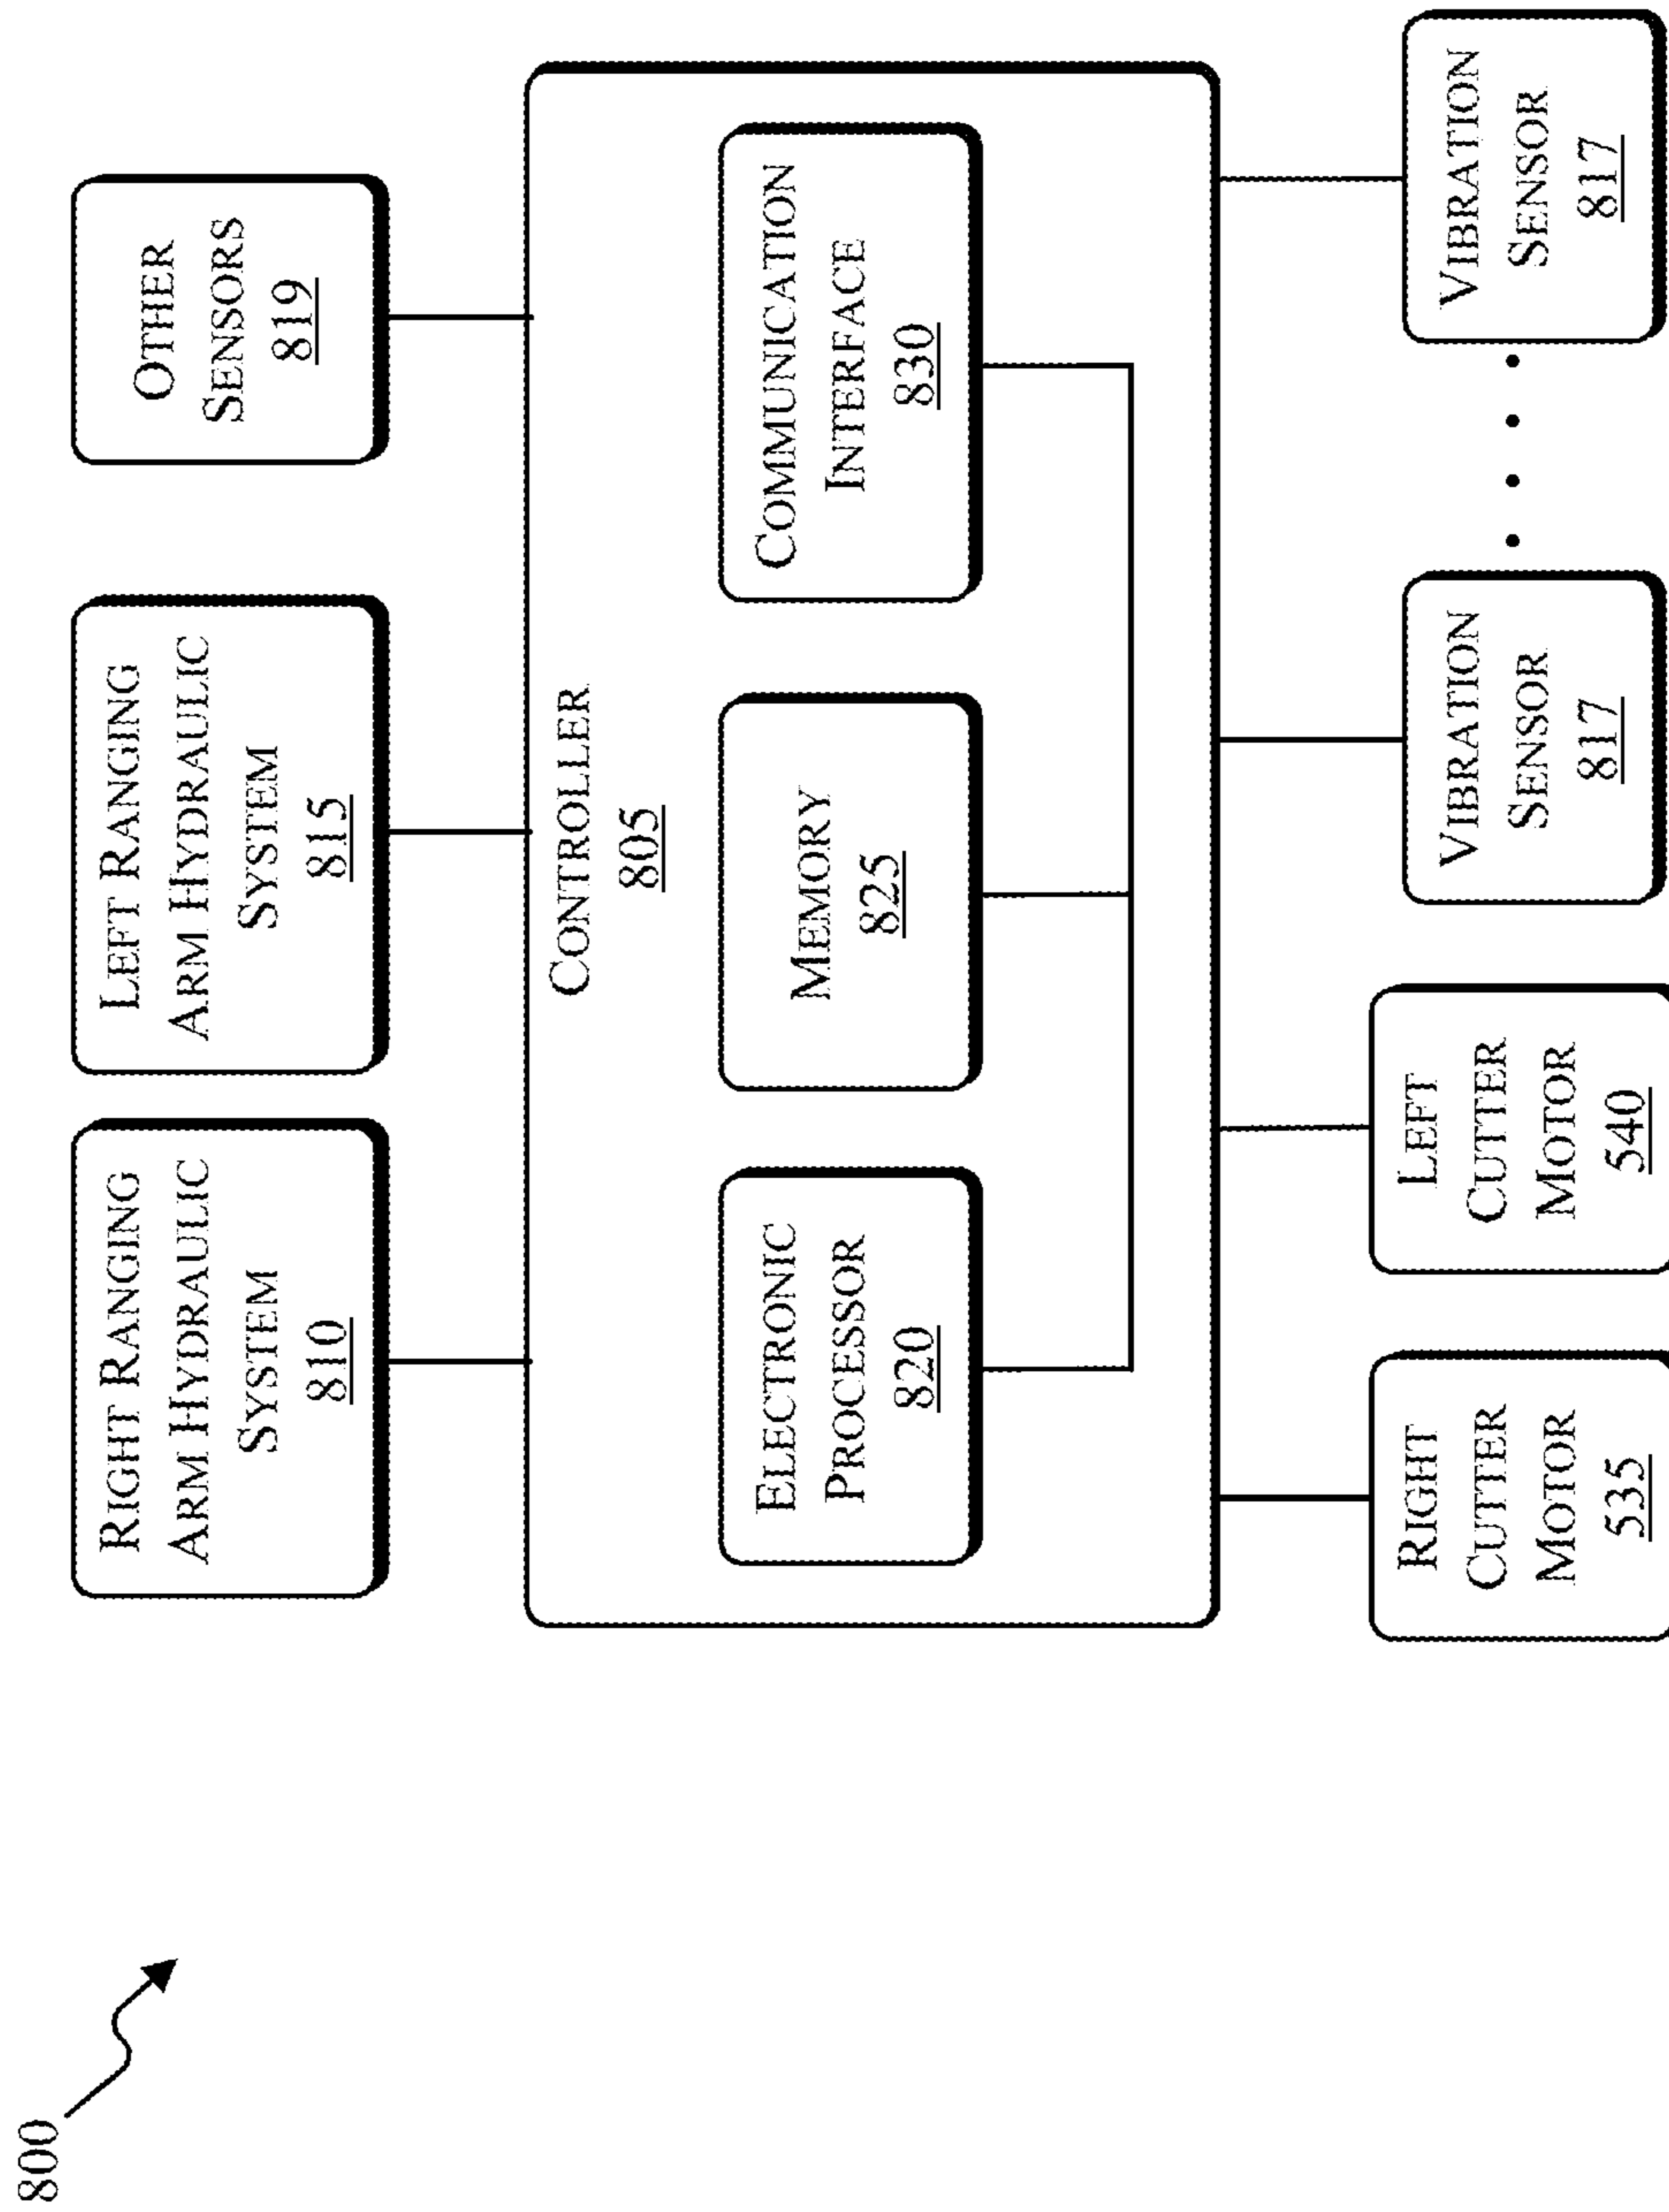 800
RIGHT RANGING
ARM HYDRAULIC
SYSTEM
810
LEFT RANGING
ARM HYDRAULIC
SYSTEM
815
OTHER
SENSORS
819
CONTROLLER
805
ELECTRONIC
PROCESSOR
820
MEMORY
825
COMMUNICATION
INTERFACE
830
RIGHT
CUTTER
MOTOR
535
LEFT
CUTTER
MOTOR
540
VIBRATION
SENSOR
817
VIBRATION
SENSOR
817